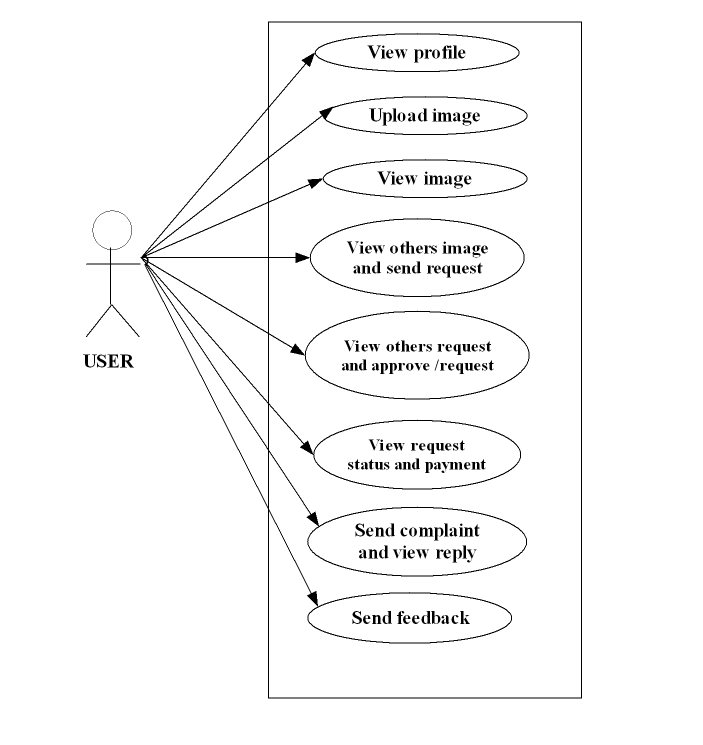 View profile
Upload image
View image
View others image
and send request
USER
View others request
and approve /request
View request
status and payment
Send complaint
and view reply
Send feedback